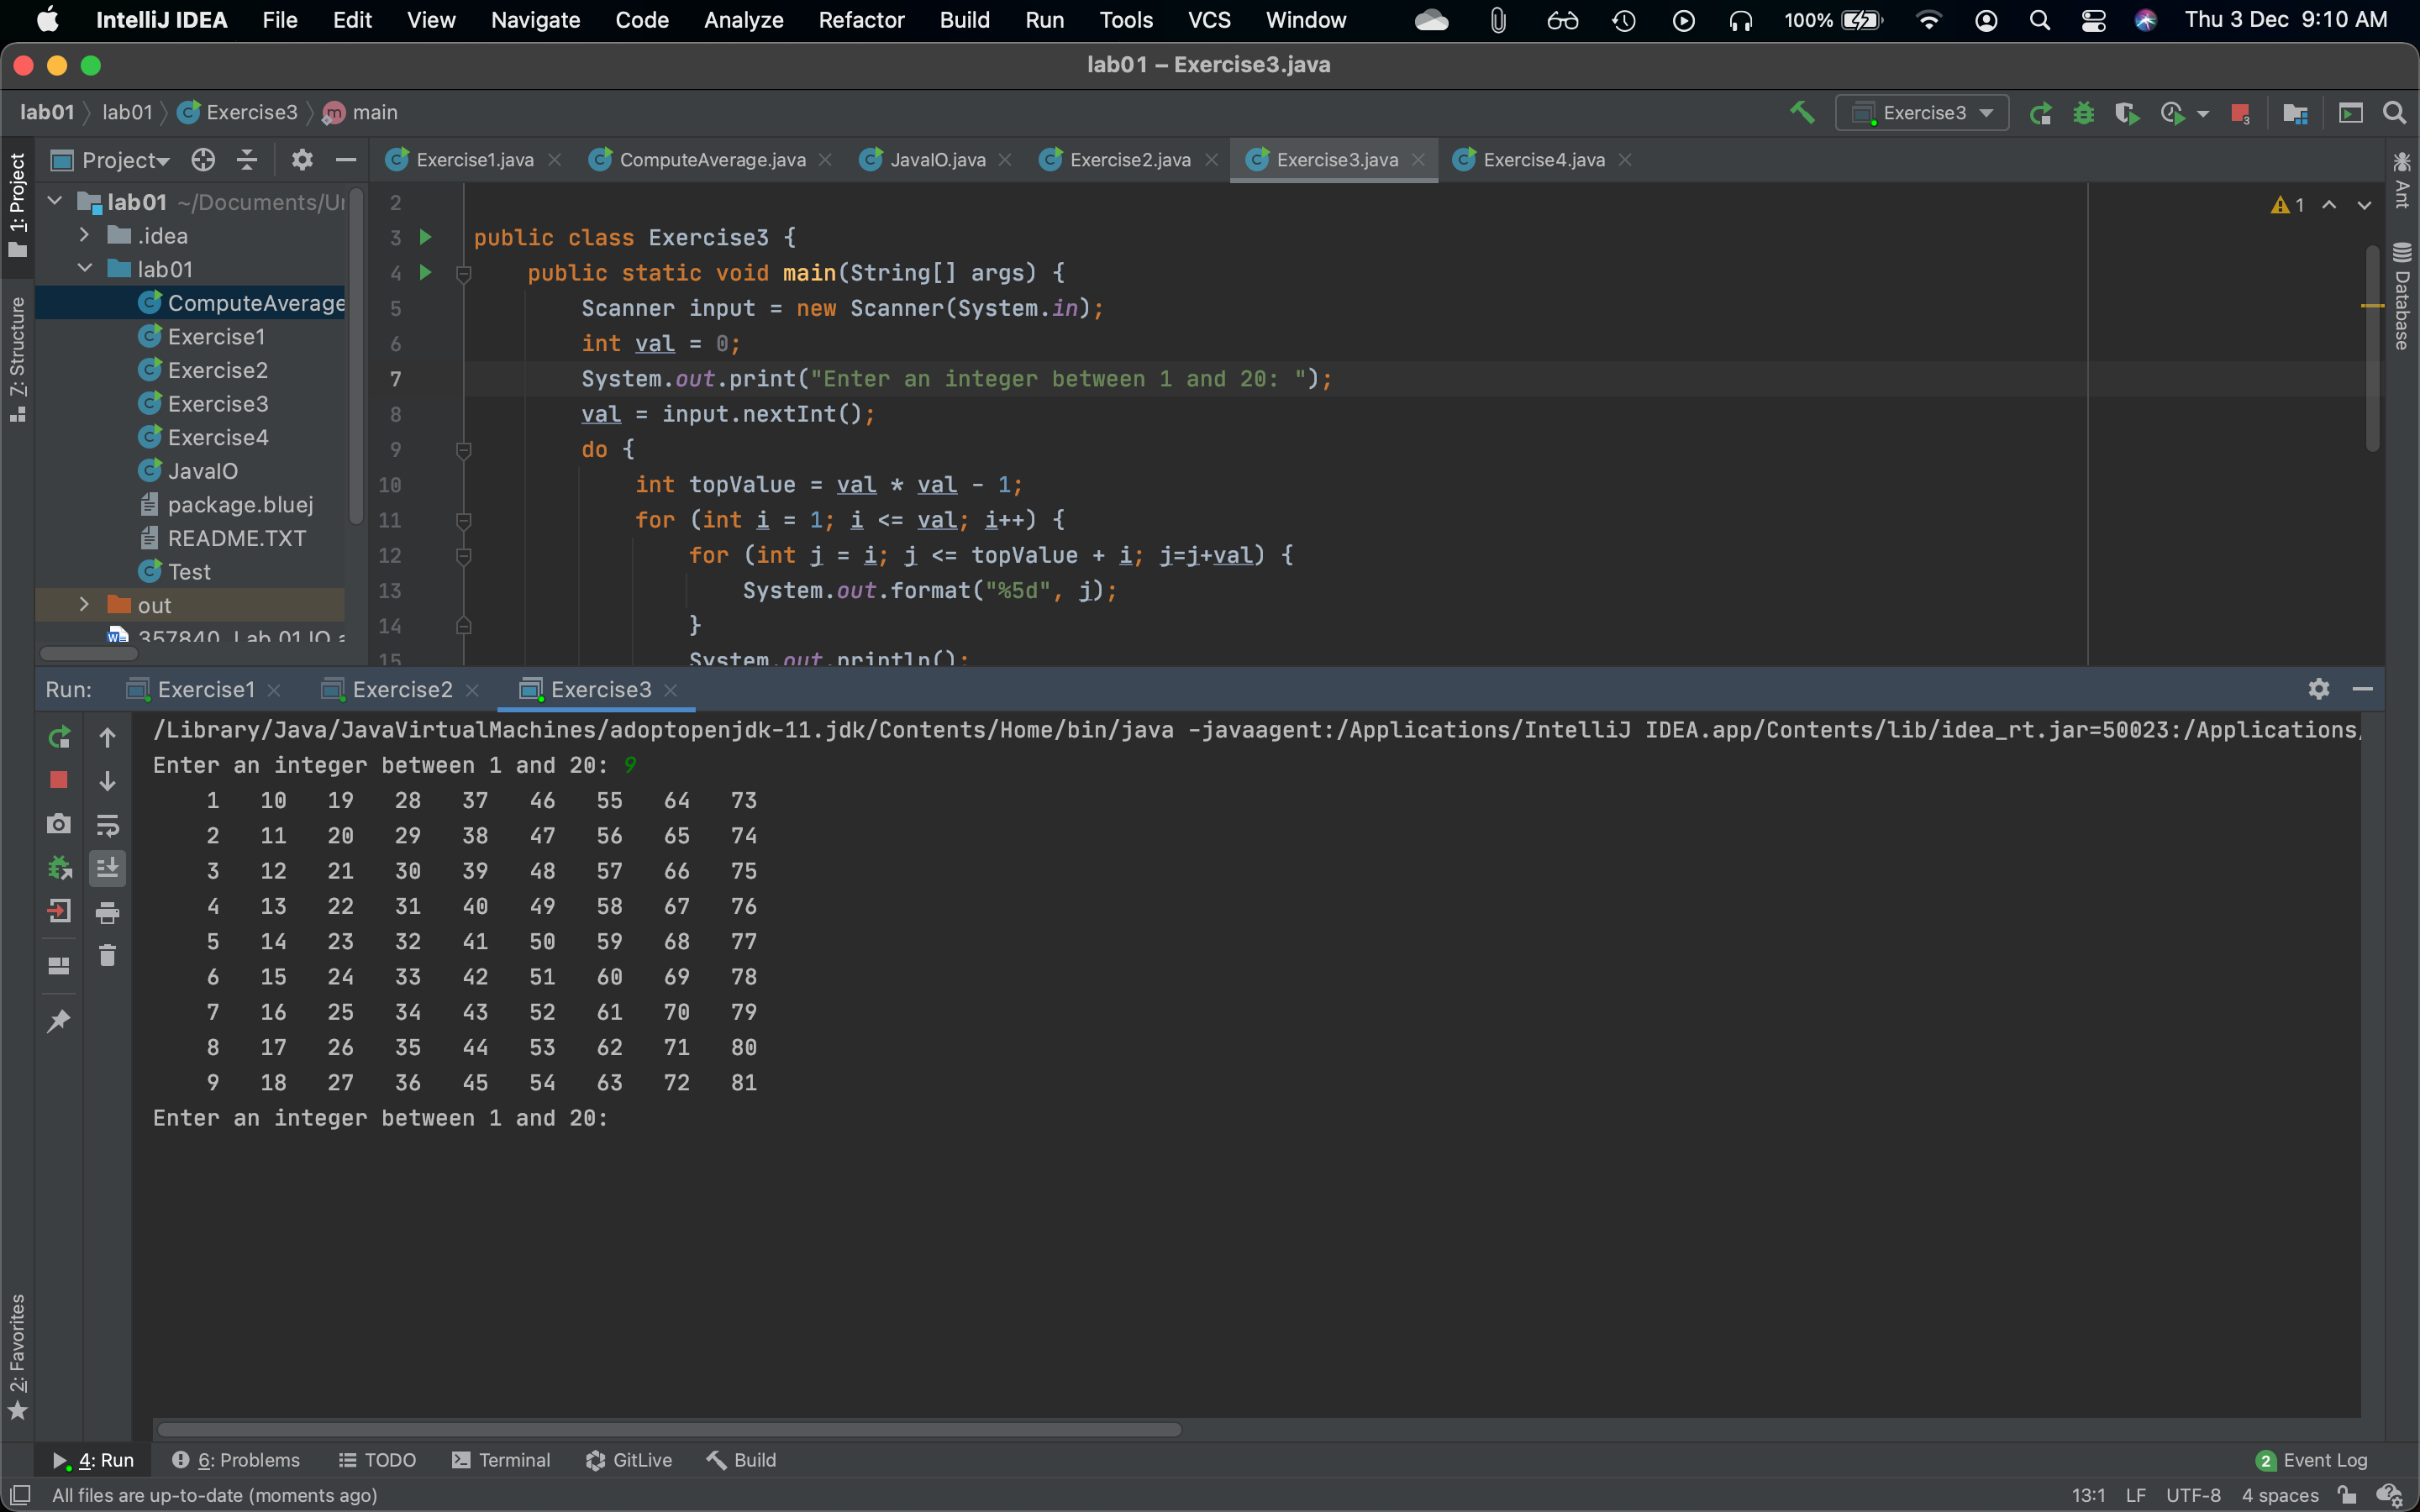 IntelliJ IDEA File Edit View Navigate Code Analyze Refactor Build Run Tools VCS Window 100% Thu 3 Dec 9:10 AM
lab01 – Exercise3.java
lab01 lab01 Exercise3 main Exercise3
Project Exercise1.java ComputeAverage.java JavaIO.java Exercise2.java Exercise3.java Exercise4.java
1: Project
Z: Structure
2: Favorites
Ant
Database
lab01 ~/Documents/
.idea
lab01
ComputeAverage
Exercise1
Exercise2
Exercise3
Exercise4
JavaIO
package.bluej
README.TXT
Test
out
357840 Lab 01 IO
1
2
3 public class Exercise3 {
4 public static void main(String[] args) {
5 Scanner input = new Scanner(System.in);
6 int val = 0;
7 System.out.print("Enter an integer between 1 and 20: ");
8 val = input.nextInt();
9 do {
10 int topValue = val * val - 1;
11 for (int i = 1; i <= val; i++) {
12 for (int j = i; j <= topValue + i; j=j+val) {
13 System.out.format("%5d", j);
14 }
15 System.out.println();
Run: Exercise1 Exercise2 Exercise3
/Library/Java/JavaVirtualMachines/adoptopenjdk-11.jdk/Contents/Home/bin/java -javaagent:/Applications/IntelliJ IDEA.app/Contents/lib/idea_rt.jar=50023:/Applications/
Enter an integer between 1 and 20: 9
1 10 19 28 37 46 55 64 73
2 11 20 29 38 47 56 65 74
3 12 21 30 39 48 57 66 75
4 13 22 31 40 49 58 67 76
5 14 23 32 41 50 59 68 77
6 15 24 33 42 51 60 69 78
7 16 25 34 43 52 61 70 79
8 17 26 35 44 53 62 71 80
9 18 27 36 45 54 63 72 81
Enter an integer between 1 and 20:
4: Run 6: Problems TODO Terminal GitLive Build 2 Event Log
All files are up-to-date (moments ago) 13:1 LF UTF-8 4 spaces